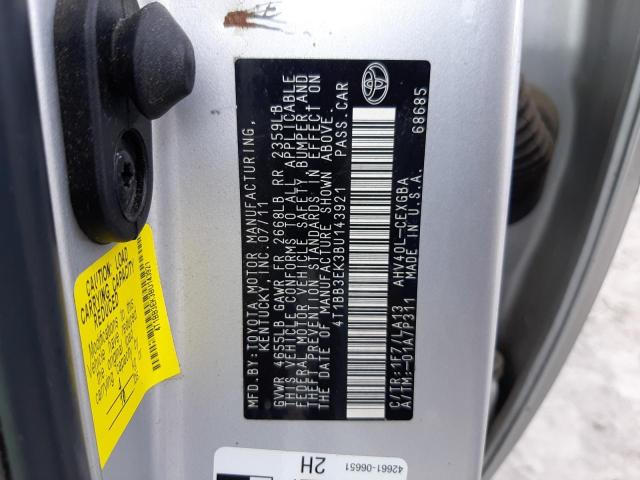 MFD.BY:TOYOTA MOTOR MANUFACTURING,
KENTUCKY, INC. 07/11
GVWR 4655LB GAWR FR 2668LB RR 2359LB
THIS VEHICLE CONFORMS TO ALL APPLICABLE
FEDERAL MOTOR VEHICLE SAFETY, BUMPER, AND
THEFT PREVENTION STANDARDS IN EFFECT ON
THE DATE OF MANUFACTURE SHOWN ABOVE.
4T1BB3EK3BU143921 PASS.CAR
C/TR:1F7/LA13 AHV40L-CEXGBA
A/TM:-01A/P311 MADE IN U.S.A.
68685
CAUTION: LOAD
CARRYING CAPACITY
REDUCED
42661-06651
2H